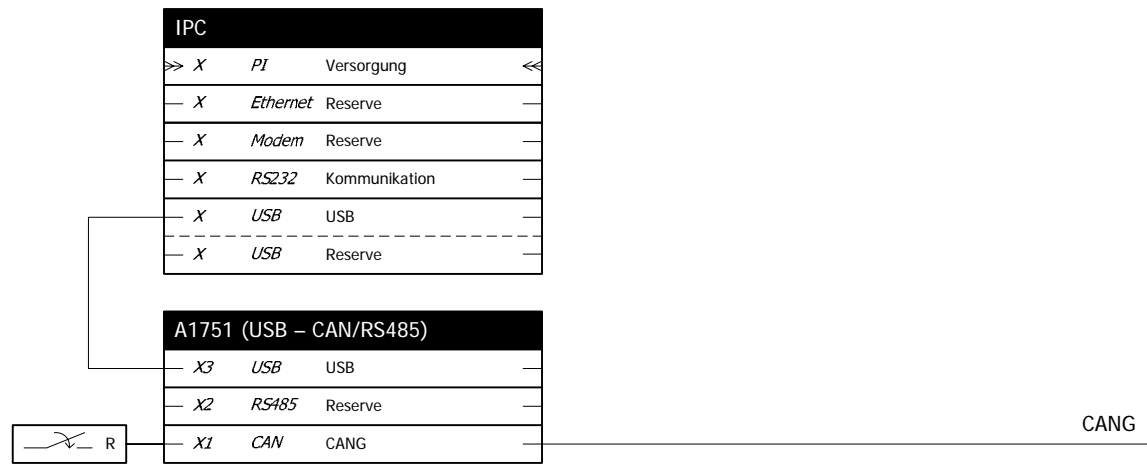 IPC
X PI Versorgung
X Ethernet Reserve
X Modem Reserve
X RS232 Kommunikation
X USB USB
X USB Reserve
A1751 (USB – CAN/RS485)
X3 USB USB
X2 RS485 Reserve
CANG
R X1 CAN CANG